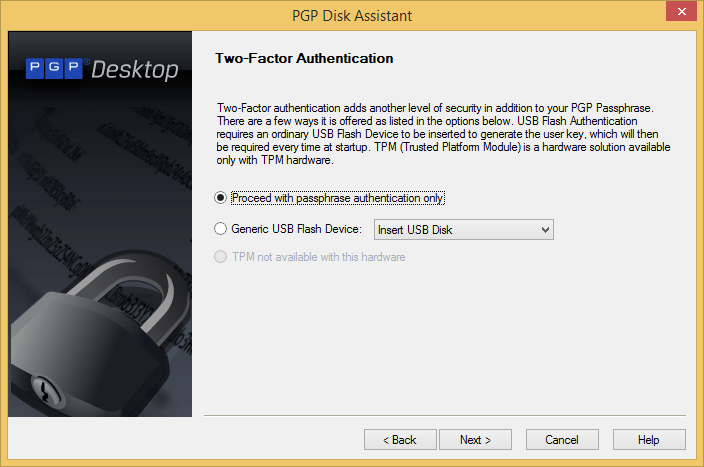 PGP Disk Assistant
PGP® Desktop
Two-Factor Authentication
Two-Factor authentication adds another level of security in addition to your PGP Passphrase.
There are a few ways it is offered as listed in the options below. USB Flash Authentication
requires an ordinary USB Flash Device to be inserted to generate the user key, which will then
be required every time at startup. TPM (Trusted Platform Module) is a hardware solution available
only with TPM hardware.
Proceed with passphrase authentication only
Generic USB Flash Device: Insert USB Disk
TPM not available with this hardware
< Back Next > Cancel Help